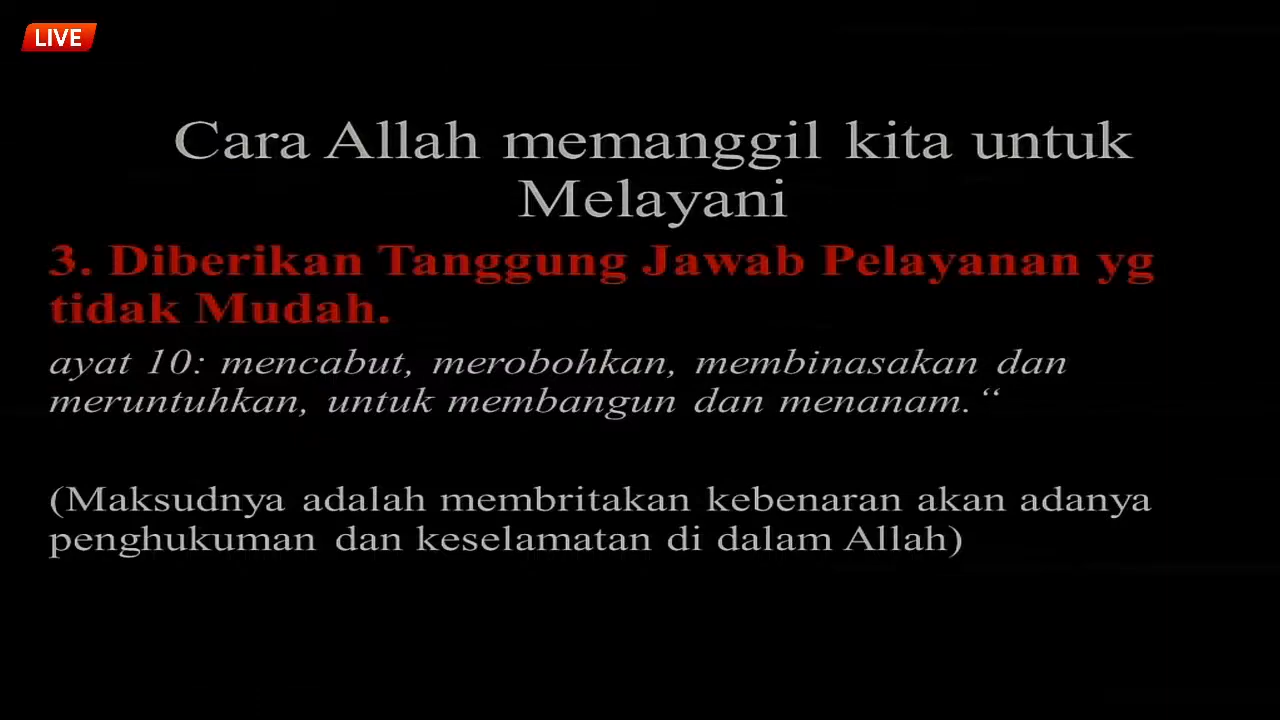 LIVE
Cara Allah memanggil kita untuk
Melayani
3. Diberikan Tanggung Jawab Pelayanan yg
tidak Mudah.
ayat 10: mencabut, merobohkan, membinasakan dan
meruntuhkan, untuk membangun dan menanam.“
(Maksudnya adalah membritakan kebenaran akan adanya
penghukuman dan keselamatan di dalam Allah)